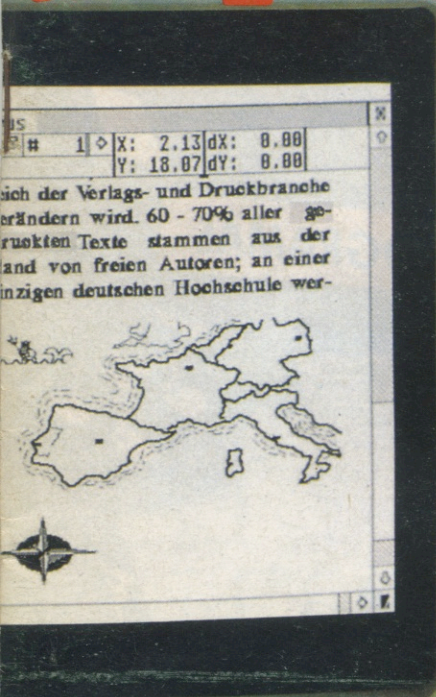 us
# 1 X: 2.13 dX: 0.00
Y: 18.07 dY: 0.00
eich der Verlags- und Druckbranche
erändern wird. 60 - 70% aller ge-
ruckten Texte stammen aus der
and von freien Autoren; an einer
inzigen deutschen Hochschule wer-